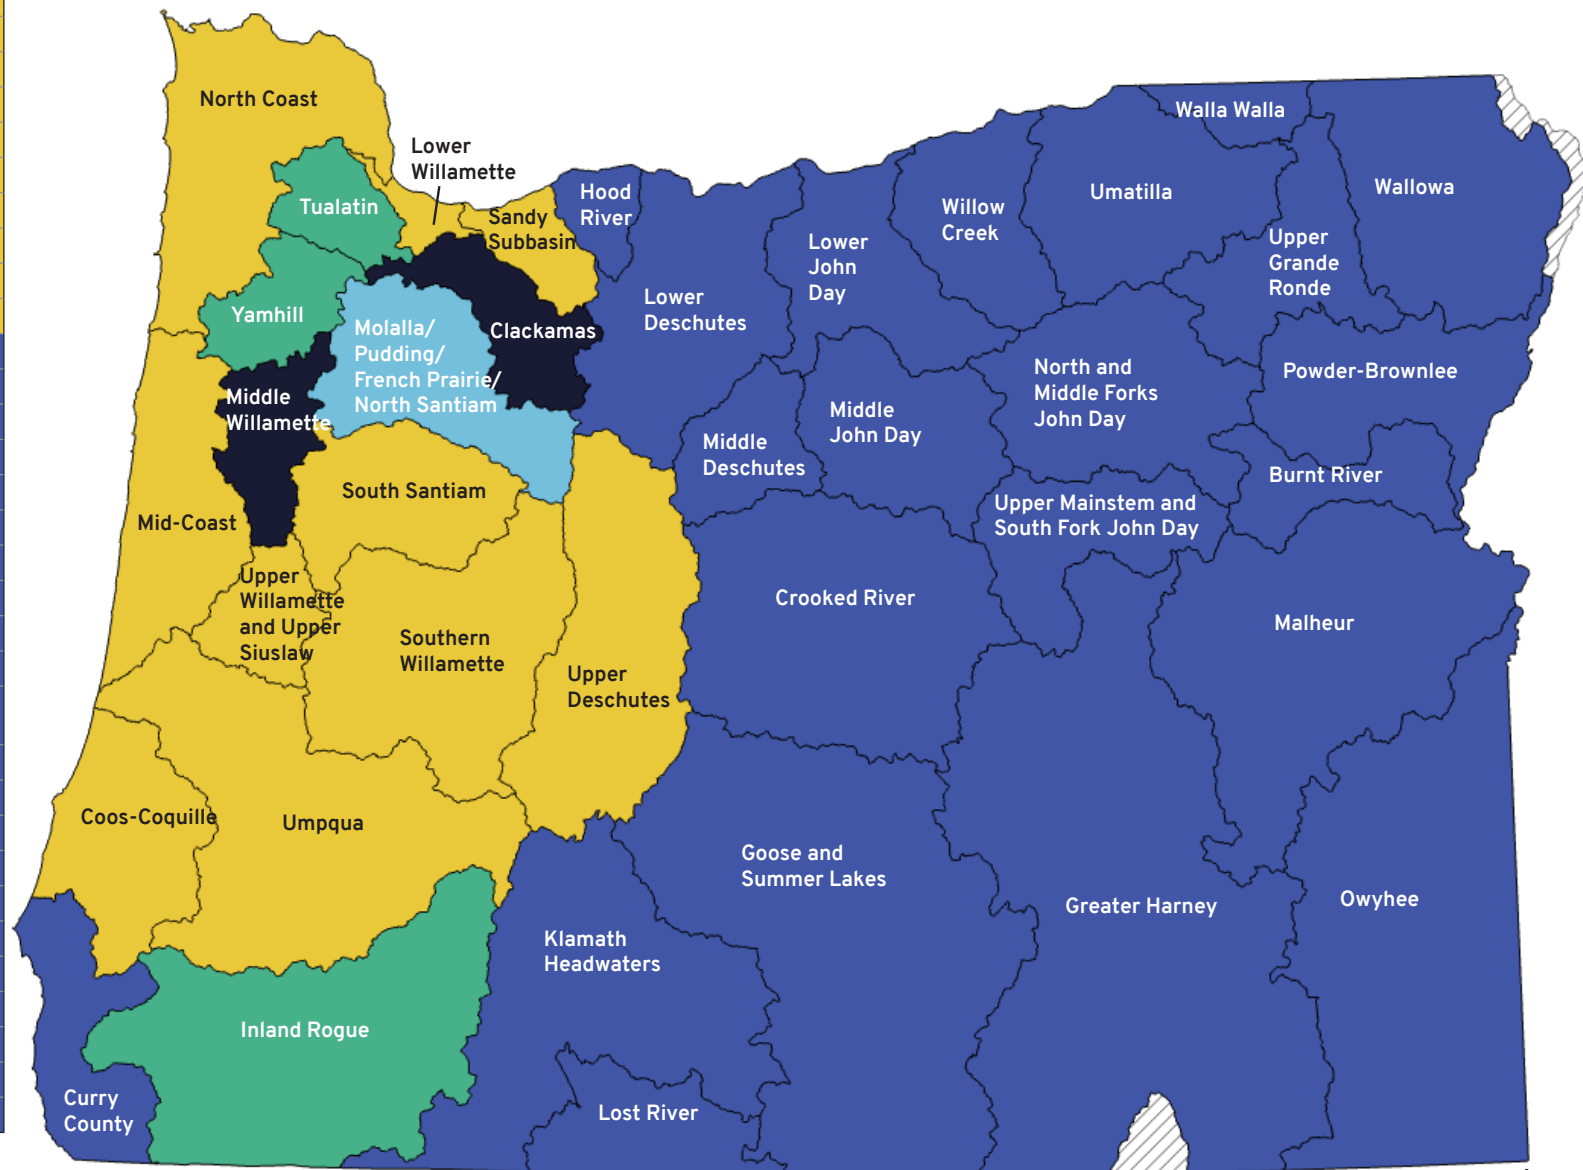 North Coast
Lower
Willamette
Walla Walla
Tualatin
Sandy
Subbasin
Hood
River
Willow
Creek
Umatilla
Wallowa
Lower
John
Day
Upper
Grande
Ronde
Yamhill
Lower
Deschutes
Clackamas
Molalla/
Pudding/
French Prairie/
North Santiam
Middle
Willamette
North and
Middle Forks
John Day
Powder-Brownlee
Middle
John Day
Middle
Deschutes
Burnt River
South Santiam
Mid-Coast
Upper Mainstem and
South Fork John Day
Upper
Willamette
and Upper
Siuslaw
Crooked River
Malheur
Southern
Willamette
Upper
Deschutes
Coos-Coquille
Umpqua
Goose and
Summer Lakes
Greater Harney
Owyhee
Klamath
Headwaters
Inland Rogue
Curry
County
Lost River